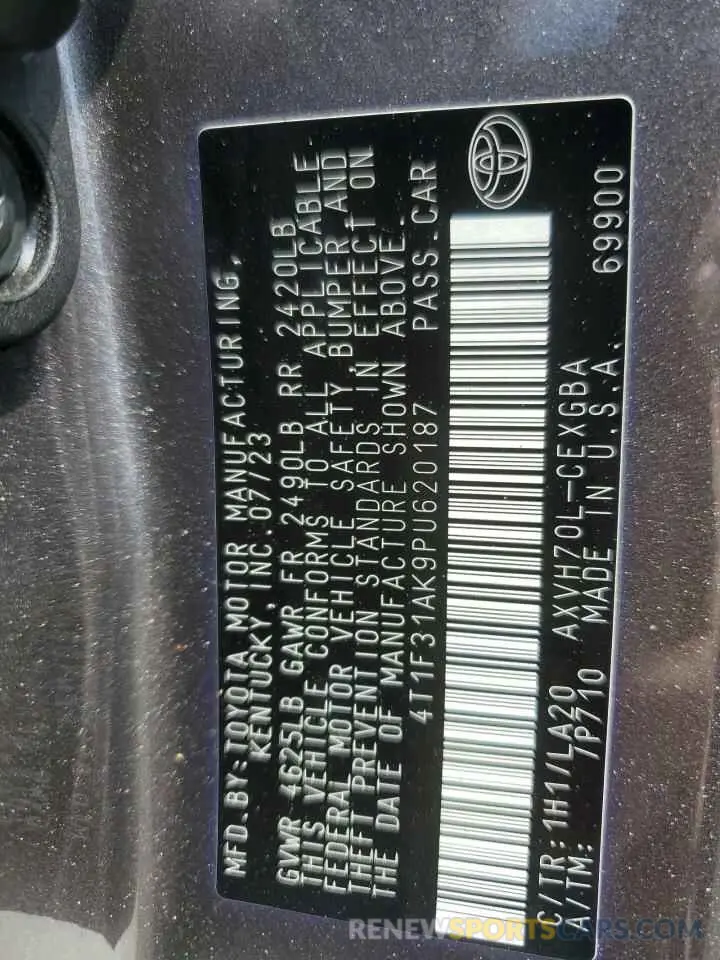 MFD.BY:TOYOTA MOTOR MANUFACTURING,
KENTUCKY, INC.07/23
GVWR 4625LB GAWR FR 2490LB RR 2420LB
THIS VEHICLE CONFORMS TO ALL APPLICABLE
FEDERAL MOTOR VEHICLE SAFETY,BUMPER,AND
THEFT PREVENTION STANDARDS IN EFFECT ON
THE DATE OF MANUFACTURE SHOWN ABOVE.
4T1F31AK9PU620187 PASS.CAR
C/TR:1H1/LA20 AXVH70L-CEXGBA
A/TM: /P710 MADE IN U.S.A. 69900
RENEWSPORTSCARS.COM